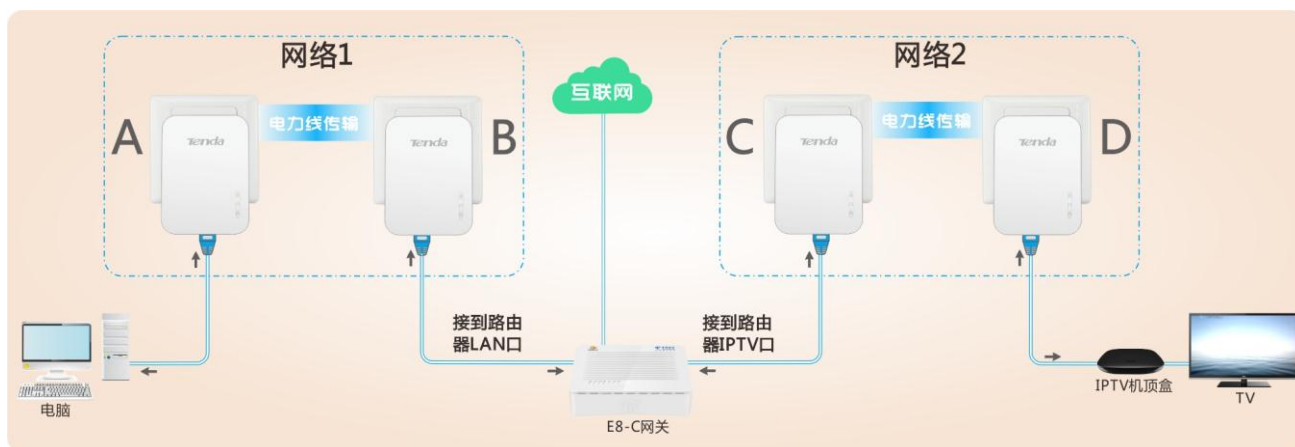 网络1
网络2
互联网
A
电力线传输
B
C
电力线传输
D
Tenda
Tenda
Tenda
Tenda
接到路由
器LAN口
接到路由
器IPTV口
电脑
E8-C网关
IPTV机顶盒
TV